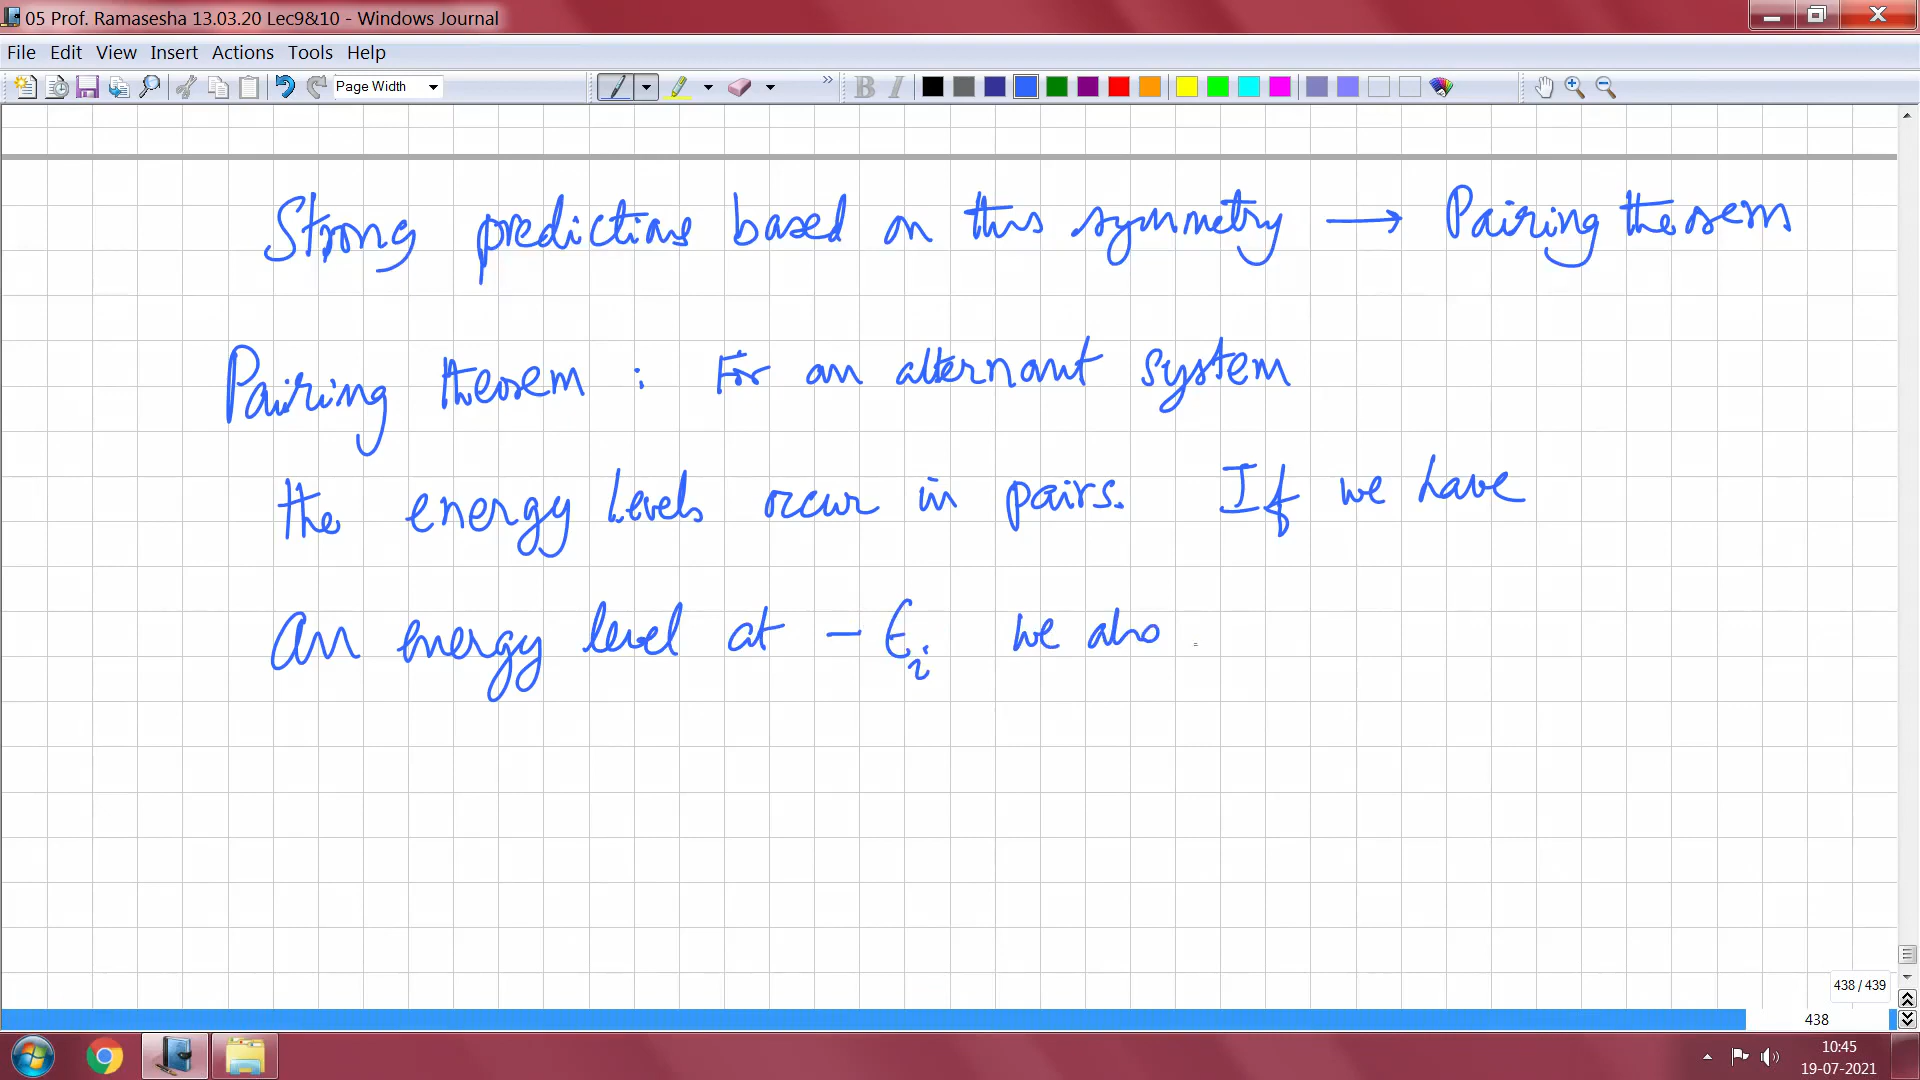 05 Prof. Ramasesha 13.03.20 Lec9&10 - Windows Journal
File Edit View Insert Actions Tools Help
Page Width
B I
Strong predictions based on this symmetry → Pairing theorem
Pairing theorem : For an alternant system
the energy levels occur in pairs. If we have
an energy level at - ϵi we also
438 / 439
438
10:45
19-07-2021